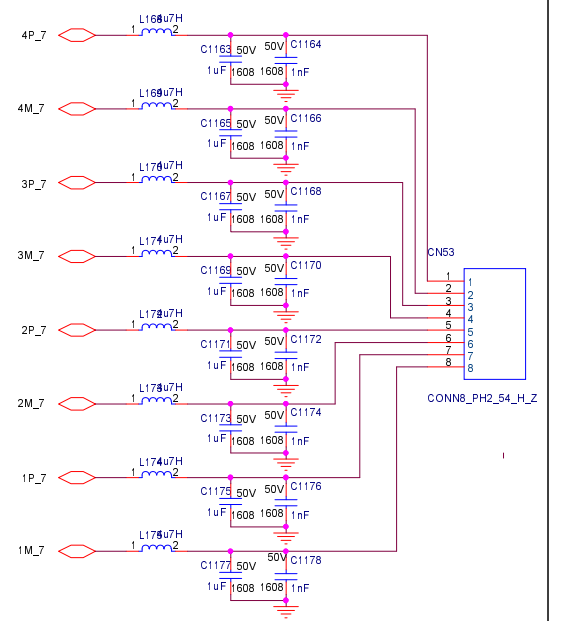 4P_7 L168 4u7H 1 2 C1163 50V 1uF 1608 50V C1164 1608 1nF
4M_7 L169 4u7H 1 2 C1165 50V 1uF 1608 50V C1166 1608 1nF
3P_7 L170 4u7H 1 2 C1167 50V 1uF 1608 50V C1168 1608 1nF
3M_7 L171 4u7H 1 2 C1169 50V 1uF 1608 50V C1170 1608 1nF
2P_7 L172 4u7H 1 2 C1171 50V 1uF 1608 50V C1172 1608 1nF
2M_7 L173 4u7H 1 2 C1173 50V 1uF 1608 50V C1174 1608 1nF
1P_7 L174 4u7H 1 2 C1175 50V 1uF 1608 50V C1176 1608 1nF
1M_7 L175 4u7H 1 2 C1177 50V 1uF 1608 50V C1178 1608 1nF
CN53
1 1
2 2
3 3
4 4
5 5
6 6
7 7
8 8
CONN8_PH2_54_H_Z